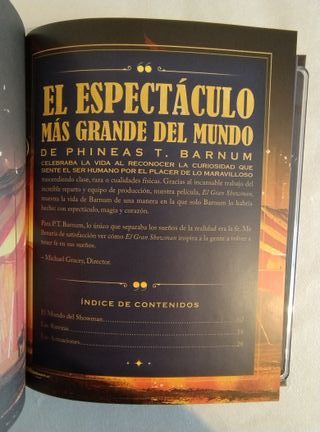 EL ESPECTÁCULO
MÁS GRANDE DEL MUNDO
DE PHINEAS T. BARNUM
CELEBRABA LA VIDA AL RECONOCER LA CURIOSIDAD QUE
SIENTE EL SER HUMANO POR EL PLACER DE LO MARAVILLOSO
trascendiendo clase, raza o cualidades físicas. Gracias al incansable trabajo del
increíble reparto y equipo de producción, nuestra película, El Gran Showman,
muestra la vida de Barnum de una manera en la que solo Barnum lo habría
hecho: con espectáculo, magia y corazón.
Para P.T. Barnum, lo único que separaba los sueños de la realidad era la fe. Me
llenaría de satisfacción ver cómo El Gran Showman inspira a la gente a volver a
tener fe en sus sueños.
– Michael Gracey, Director.
ÍNDICE DE CONTENIDOS
El Mundo del Showman
Las Rarezas
Las Actuaciones